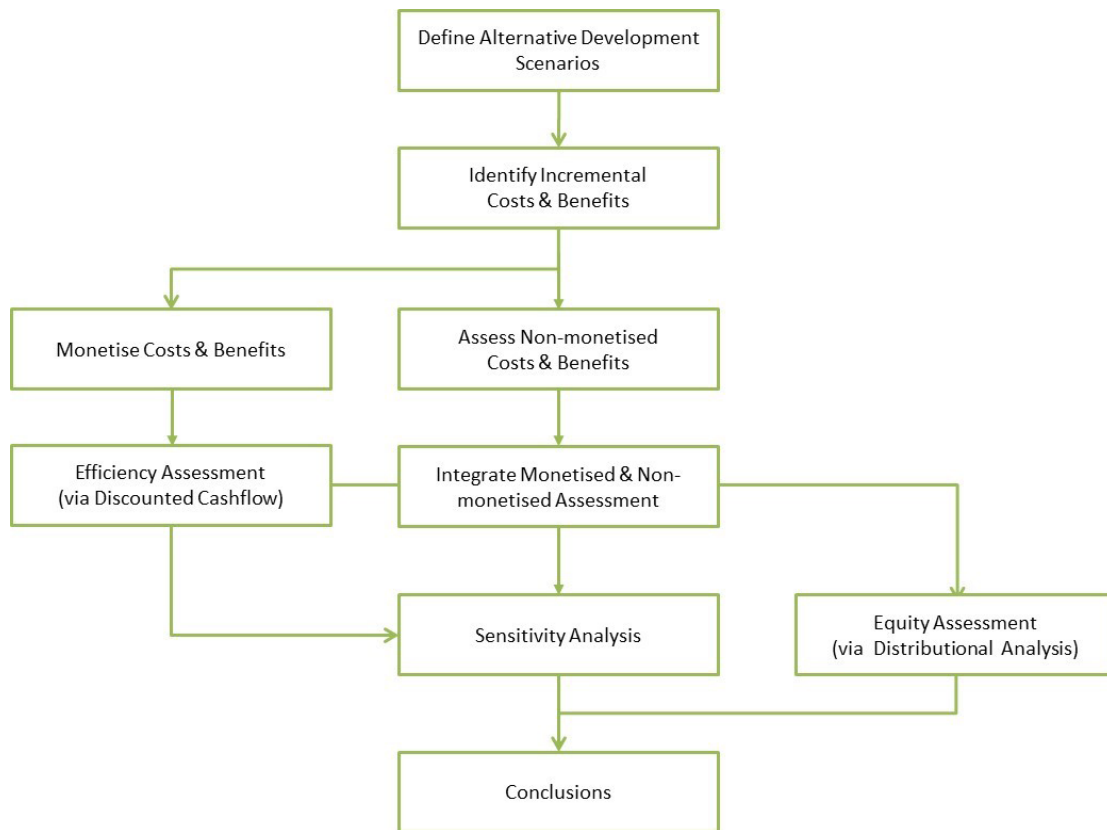 Define Alternative Development
Scenarios
Identify Incremental
Costs & Benefits
Monetise Costs & Benefits
Assess Non-monetised
Costs & Benefits
Efficiency Assessment
(via Discounted Cashflow)
Integrate Monetised & Non-
monetised Assessment
Sensitivity Analysis
Equity Assessment
(via Distributional Analysis)
Conclusions